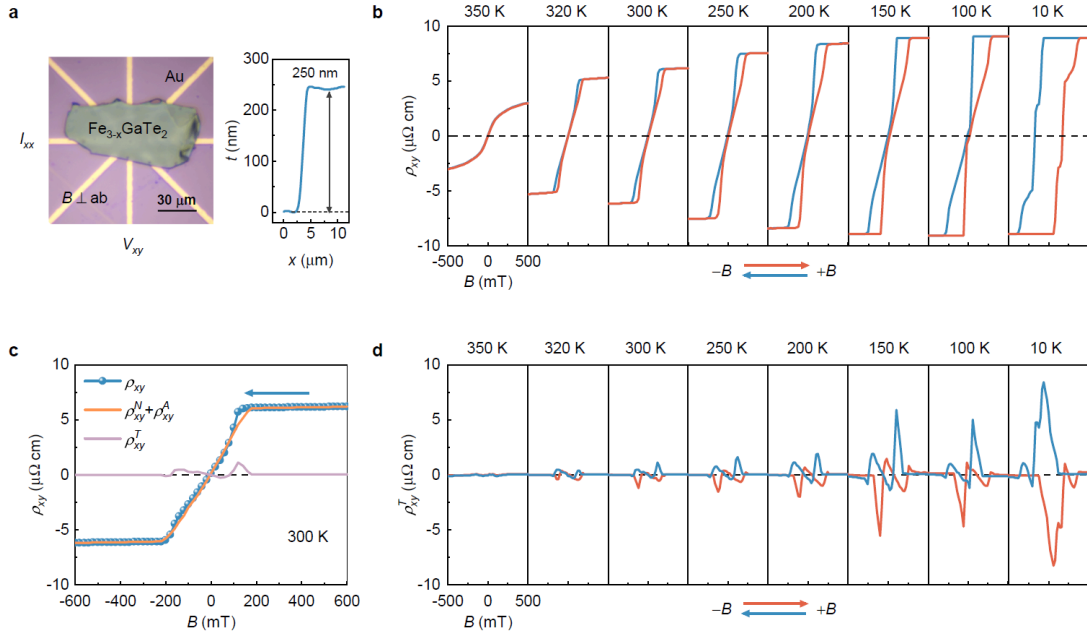 a
Au
Fe3-xGaTe2
Ixx
B ⊥ ab
30 μm
Vxy
300
250 nm
200
100
0
t (nm)
0 5 10
x (μm)
b
350 K 320 K 300 K 250 K 200 K 150 K 100 K 10 K
10
5
0
-5
-10
ρxy (μΩ cm)
-500 0 500
B (mT)
−B +B
c
10
5
0
-5
-10
ρxy (μΩ cm)
ρxy
ρxy^N+ρxy^A
ρxy^T
300 K
-600 -400 -200 0 200 400 600
B (mT)
d
350 K 320 K 300 K 250 K 200 K 150 K 100 K 10 K
10
5
0
-5
-10
ρxy^T (μΩ cm)
-500 0 500
B (mT)
−B +B